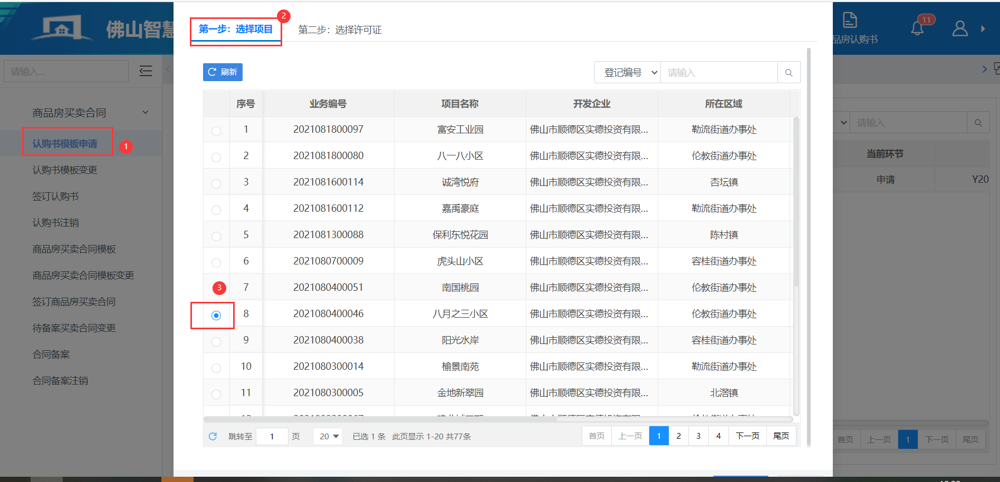 佛山智慧
品房认购书
11
请输入...
商品房买卖合同
认购书模板申请
1
认购书模板变更
签订认购书
认购书注销
商品房买卖合同模板
商品房买卖合同模板变更
签订商品房买卖合同
待备案买卖合同变更
合同备案
合同备案注销
第一步：选择项目
2
第二步：选择许可证
刷新
登记编号
请输入
序号 业务编号 项目名称 开发企业 所在区域
1 2021081800097 富安工业园 佛山市顺德区实德投资有限... 勒流街道办事处
2 2021081800080 八一八小区 佛山市顺德区实德投资有限... 伦教街道办事处
3 2021081600114 诚湾悦府 佛山市顺德区实德投资有限... 杏坛镇
4 2021081600112 嘉禹豪庭 佛山市顺德区实德投资有限... 勒流街道办事处
5 2021081300088 保利东悦花园 佛山市顺德区实德投资有限... 陈村镇
6 2021080700009 虎头山小区 佛山市顺德区实德投资有限... 容桂街道办事处
3 7 2021080400051 南国桃园 佛山市顺德区实德投资有限... 伦教街道办事处
8 2021080400046 八月之三小区 佛山市顺德区实德投资有限... 伦教街道办事处
9 2021080400038 阳光水岸 佛山市顺德区实德投资有限... 容桂街道办事处
10 2021080300014 榆景南苑 佛山市顺德区实德投资有限... 勒流街道办事处
11 2021080300005 金地新翠园 佛山市顺德区实德投资有限... 北滘镇
跳转至 1 页 20 已选 1 条 此页显示 1-20 共77条
首页 上一页 1 2 3 4 下一页 尾页
请输入
当前环节
申请 Y20
首页 上一页 1 下一页 尾页